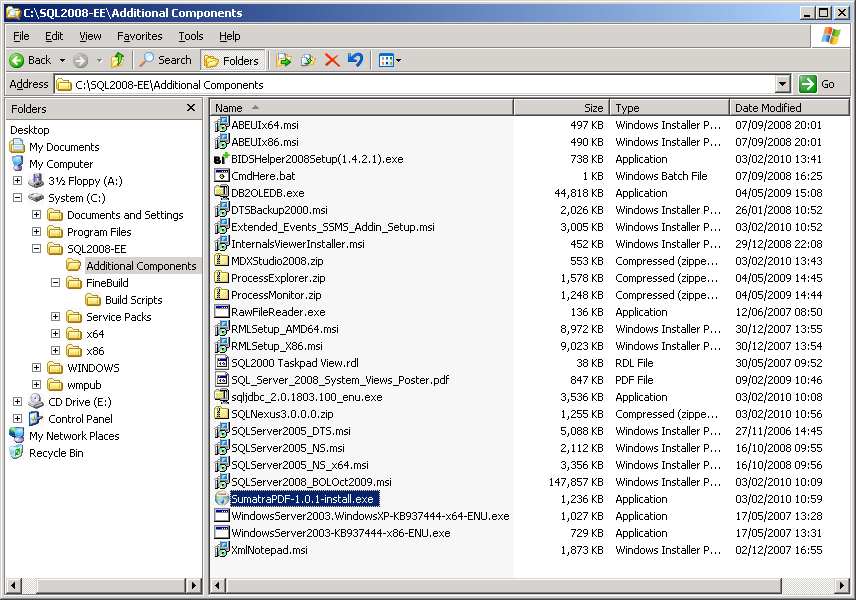 C:\SQL2008-EE\Additional Components
File Edit View Favorites Tools Help
Back Search Folders
Address C:\SQL2008-EE\Additional Components Go
Folders
Desktop
My Documents
My Computer
3½ Floppy (A:)
System (C:)
Documents and Settings
Program Files
SQL2008-EE
Additional Components
FineBuild
Build Scripts
Service Packs
x64
x86
WINDOWS
wmpub
CD Drive (E:)
Control Panel
My Network Places
Recycle Bin
Name Size Type Date Modified
ABEUIx64.msi 497 KB Windows Installer P... 07/09/2008 20:01
ABEUIx86.msi 490 KB Windows Installer P... 07/09/2008 20:01
BIDSHelper2008Setup(1.4.2.1).exe 738 KB Application 03/02/2010 13:41
CmdHere.bat 1 KB Windows Batch File 07/09/2008 16:25
DB2OLEDB.exe 44,818 KB Application 04/05/2009 15:08
DTSBackup2000.msi 2,026 KB Windows Installer P... 26/01/2008 10:52
Extended_Events_SSMS_Addin_Setup.msi 3,005 KB Windows Installer P... 03/02/2010 10:52
InternalsViewerInstaller.msi 452 KB Windows Installer P... 29/12/2008 22:08
MDXStudio2008.zip 553 KB Compressed (zippe... 03/02/2010 13:43
ProcessExplorer.zip 1,578 KB Compressed (zippe... 04/05/2009 14:45
ProcessMonitor.zip 1,248 KB Compressed (zippe... 04/05/2009 14:44
RawFileReader.exe 136 KB Application 12/06/2007 08:50
RMLSetup_AMD64.msi 8,972 KB Windows Installer P... 30/12/2007 13:55
RMLSetup_X86.msi 9,023 KB Windows Installer P... 30/12/2007 13:54
SQL2000 Taskpad View.rdl 38 KB RDL File 30/05/2007 09:52
SQL_Server_2008_System_Views_Poster.pdf 847 KB PDF File 09/02/2009 10:46
sqljdbc_2.0.1803.100_enu.exe 3,536 KB Application 03/02/2010 10:08
SQLNexus3.0.0.0.zip 1,255 KB Compressed (zippe... 03/02/2010 10:56
SQLServer2005_DTS.msi 5,088 KB Windows Installer P... 27/11/2006 14:45
SQLServer2005_NS.msi 2,112 KB Windows Installer P... 16/10/2008 09:55
SQLServer2005_NS_x64.msi 3,356 KB Windows Installer P... 16/10/2008 09:56
SQLServer2008_BOLOct2009.msi 147,857 KB Windows Installer P... 03/02/2010 10:09
SumatraPDF-1.0.1-install.exe 1,236 KB Application 03/02/2010 10:59
WindowsServer2003.WindowsXP-KB937444-x64-ENU.exe 1,027 KB Application 17/05/2007 13:28
WindowsServer2003-KB937444-x86-ENU.exe 729 KB Application 17/05/2007 13:31
XmlNotepad.msi 1,873 KB Windows Installer P... 02/12/2007 16:55